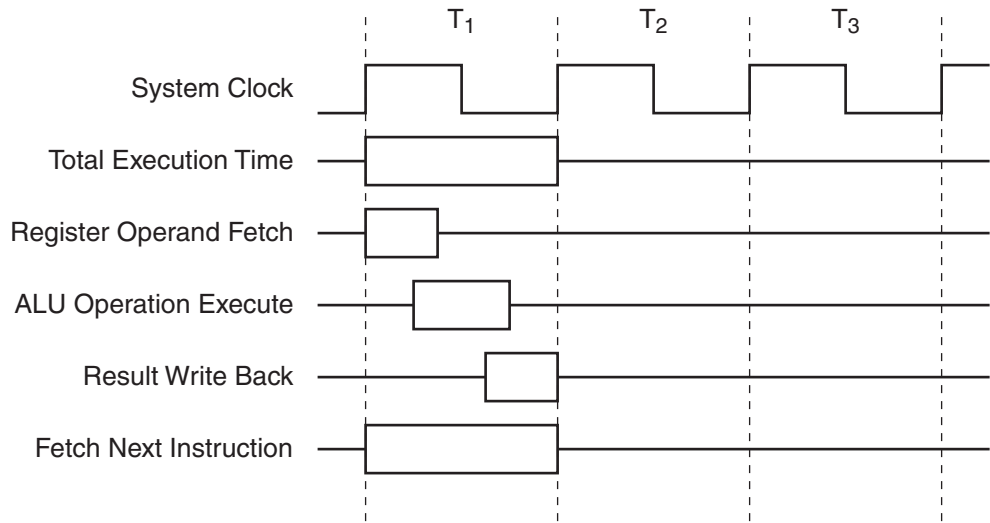 T₁ T₂ T₃
System Clock
Total Execution Time
Register Operand Fetch
ALU Operation Execute
Result Write Back
Fetch Next Instruction